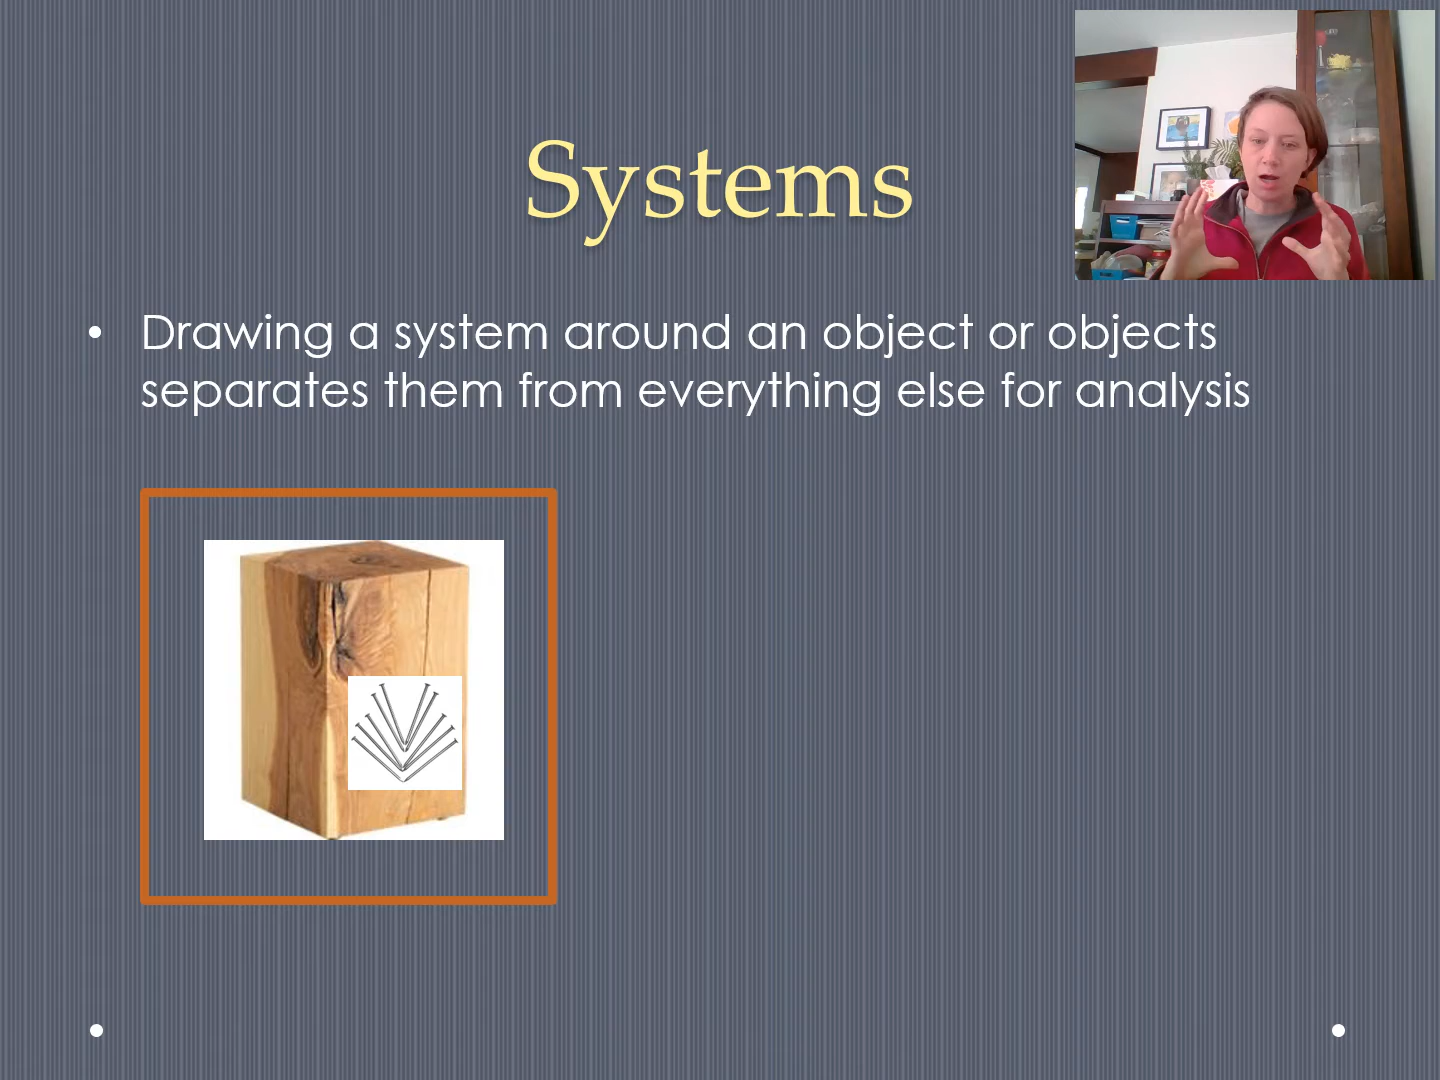 Systems
• Drawing a system around an object or objects
separates them from everything else for analysis